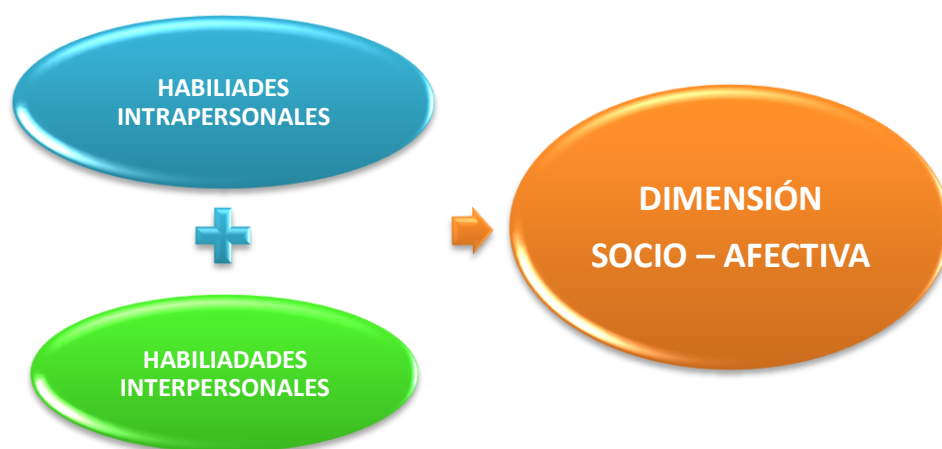 HABILIADES
INTRAPERSONALES
HABILIADADES
INTERPERSONALES
DIMENSIÓN
SOCIO – AFECTIVA